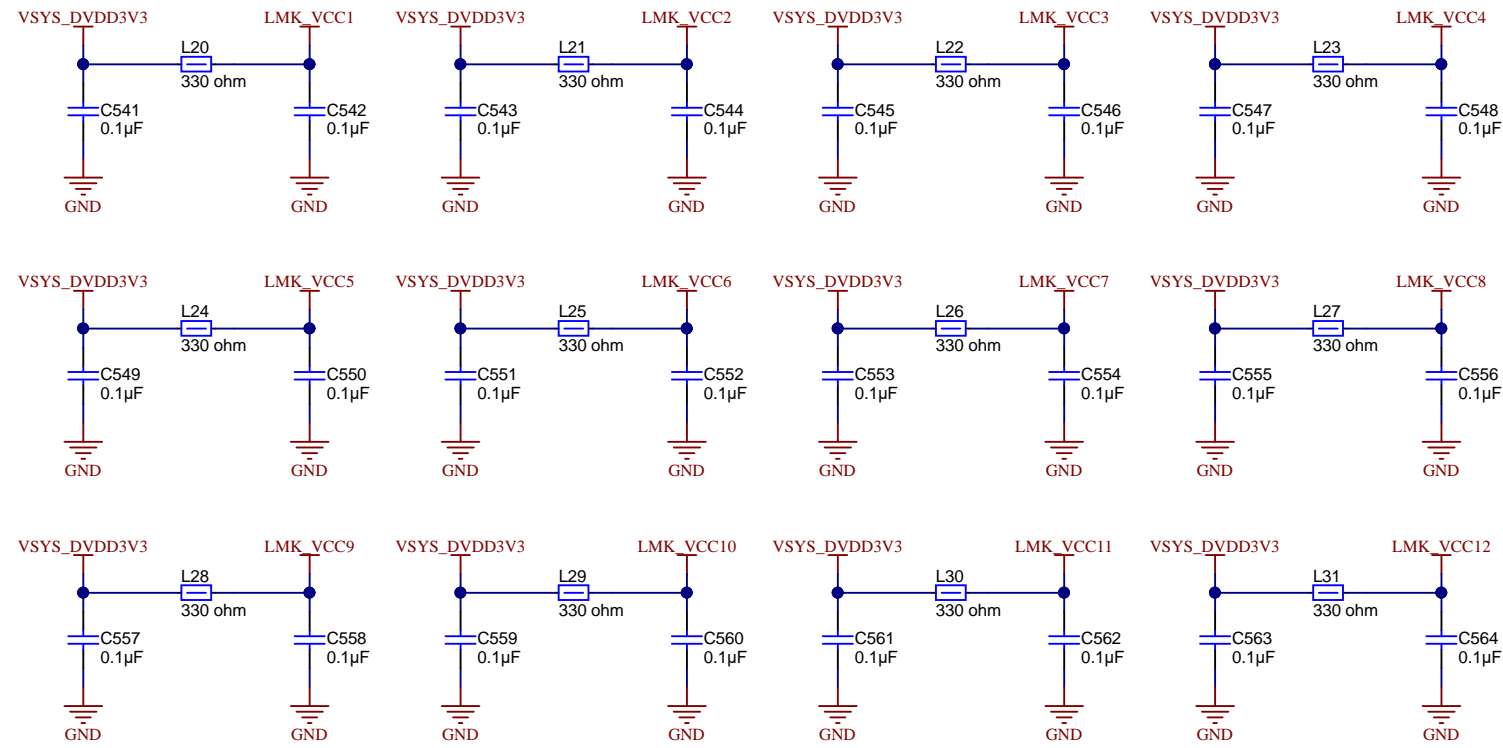 VSYS_DVDD3V3 LMK_VCC1 VSYS_DVDD3V3 LMK_VCC2 VSYS_DVDD3V3 LMK_VCC3 VSYS_DVDD3V3 LMK_VCC4
L20 L21 L22 L23
330 ohm 330 ohm 330 ohm 330 ohm
C541 C542 C543 C544 C545 C546 C547 C548
0.1µF 0.1µF 0.1µF 0.1µF 0.1µF 0.1µF 0.1µF 0.1µF
GND GND GND GND GND GND GND GND
VSYS_DVDD3V3 LMK_VCC5 VSYS_DVDD3V3 LMK_VCC6 VSYS_DVDD3V3 LMK_VCC7 VSYS_DVDD3V3 LMK_VCC8
L24 L25 L26 L27
330 ohm 330 ohm 330 ohm 330 ohm
C549 C550 C551 C552 C553 C554 C555 C556
0.1µF 0.1µF 0.1µF 0.1µF 0.1µF 0.1µF 0.1µF 0.1µF
GND GND GND GND GND GND GND GND
VSYS_DVDD3V3 LMK_VCC9 VSYS_DVDD3V3 LMK_VCC10 VSYS_DVDD3V3 LMK_VCC11 VSYS_DVDD3V3 LMK_VCC12
L28 L29 L30 L31
330 ohm 330 ohm 330 ohm 330 ohm
C557 C558 C559 C560 C561 C562 C563 C564
0.1µF 0.1µF 0.1µF 0.1µF 0.1µF 0.1µF 0.1µF 0.1µF
GND GND GND GND GND GND GND GND